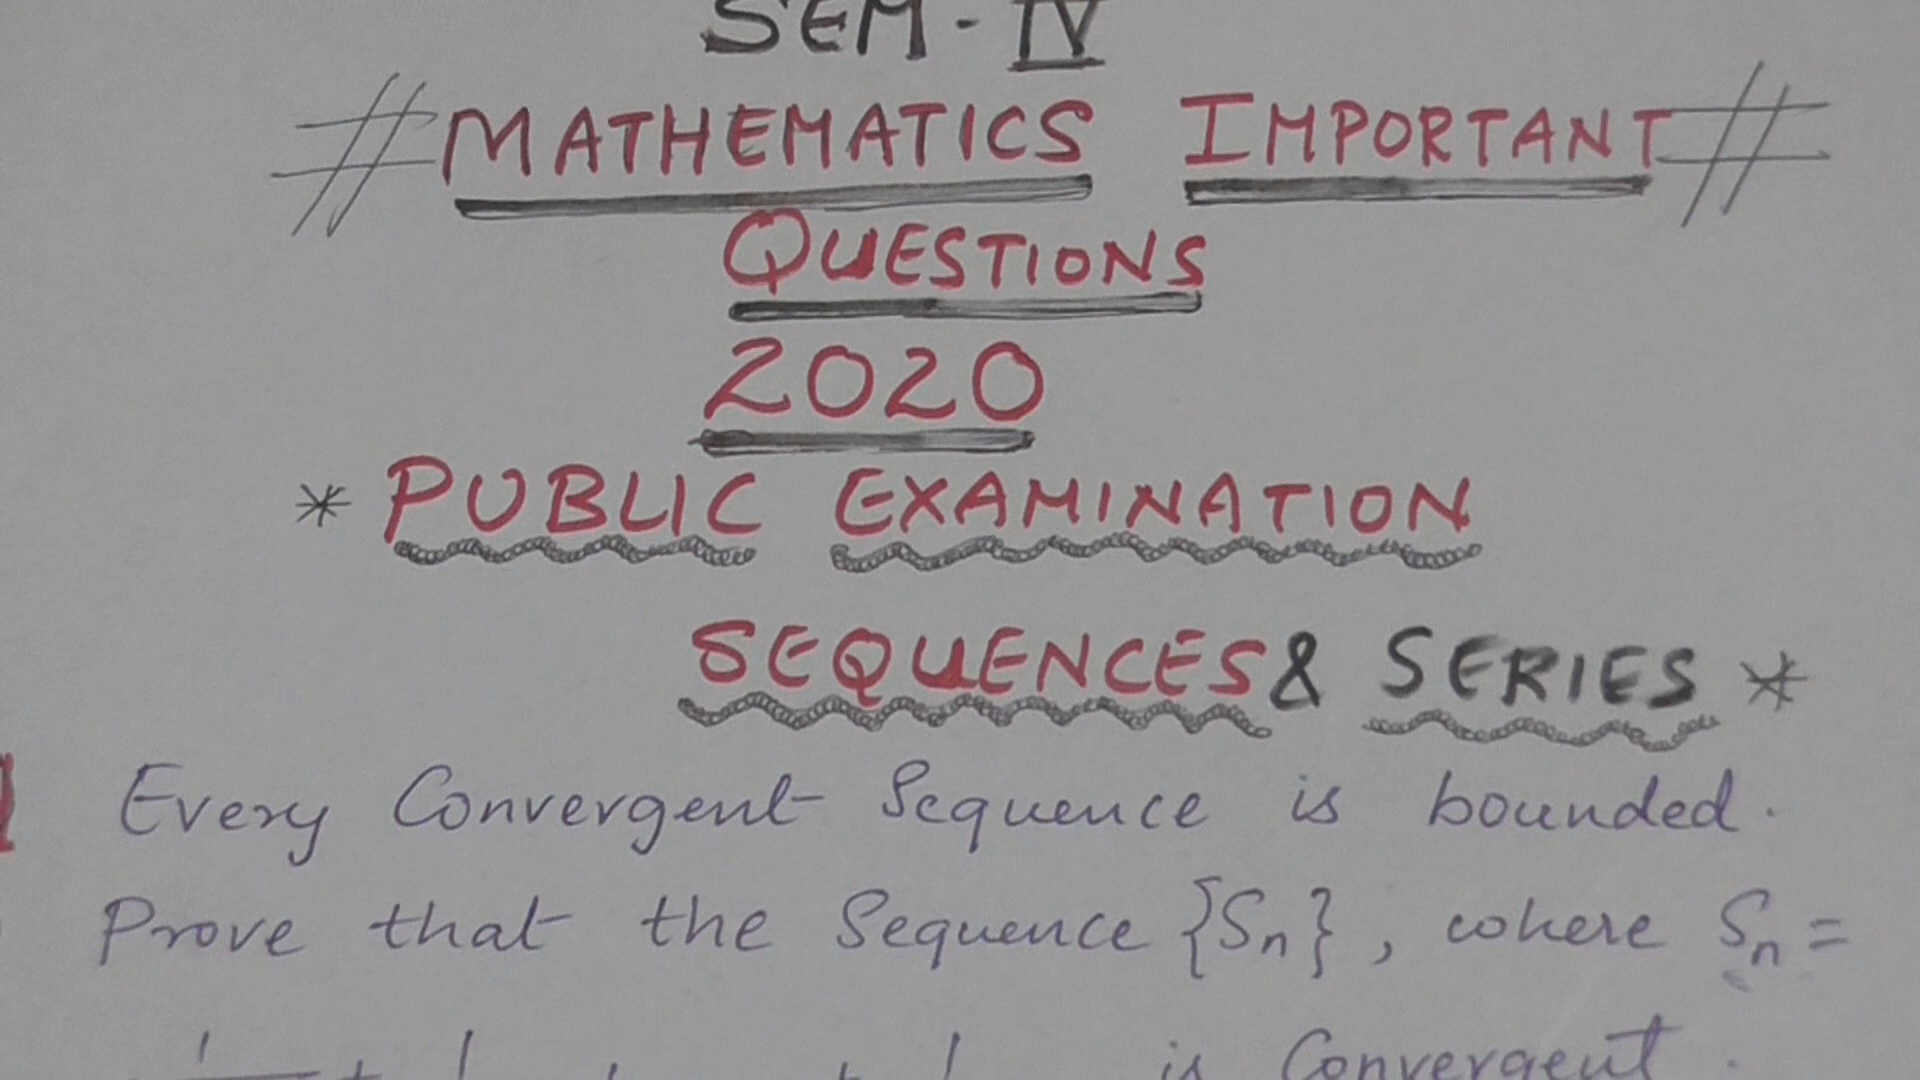 SEM - IV
# MATHEMATICS IMPORTANT #
QUESTIONS
2020
* PUBLIC EXAMINATION
SEQUENCES & SERIES *
Every Convergent Sequence is bounded.
Prove that the Sequence {Sn}, where Sn =
is Convergent.